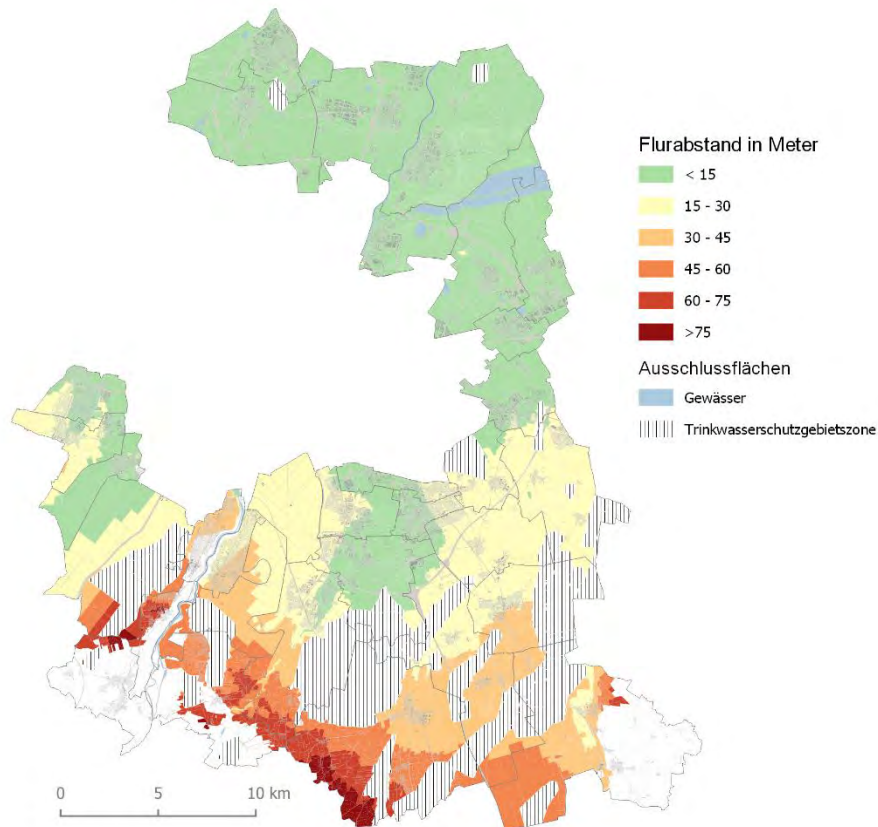 Flurabstand in Meter
< 15
15 - 30
30 - 45
45 - 60
60 - 75
>75
Ausschlussflächen
Gewässer
Trinkwasserschutzgebietszone
0 5 10 km